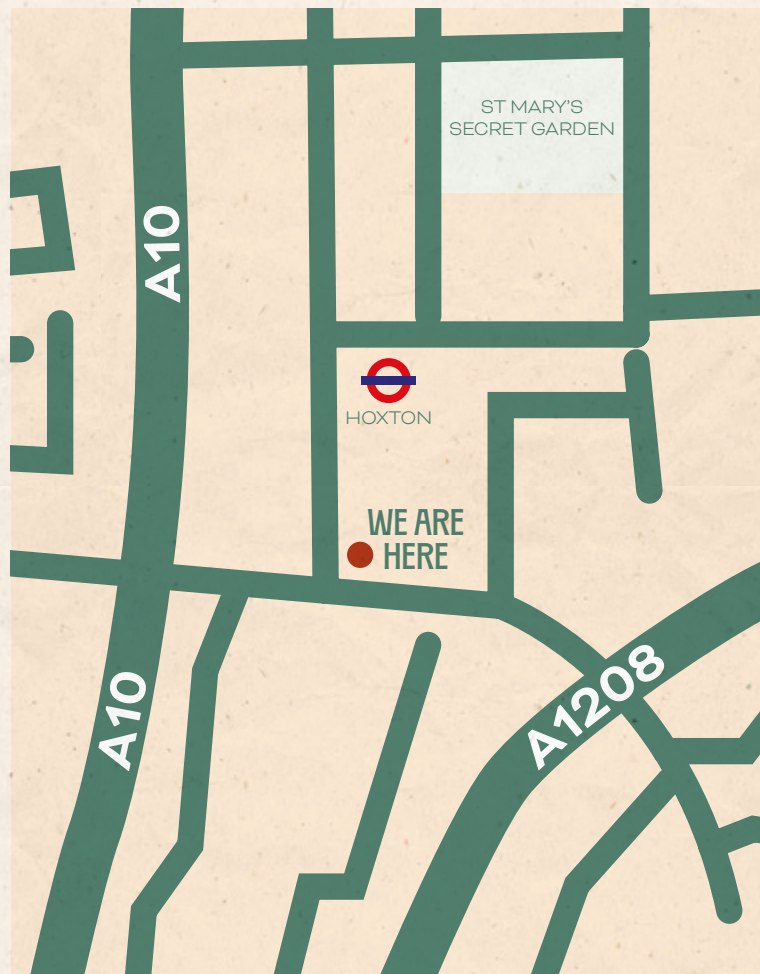 ST MARY'S
SECRET GARDEN
A10
HOXTON
WE ARE
HERE
A1208
A10